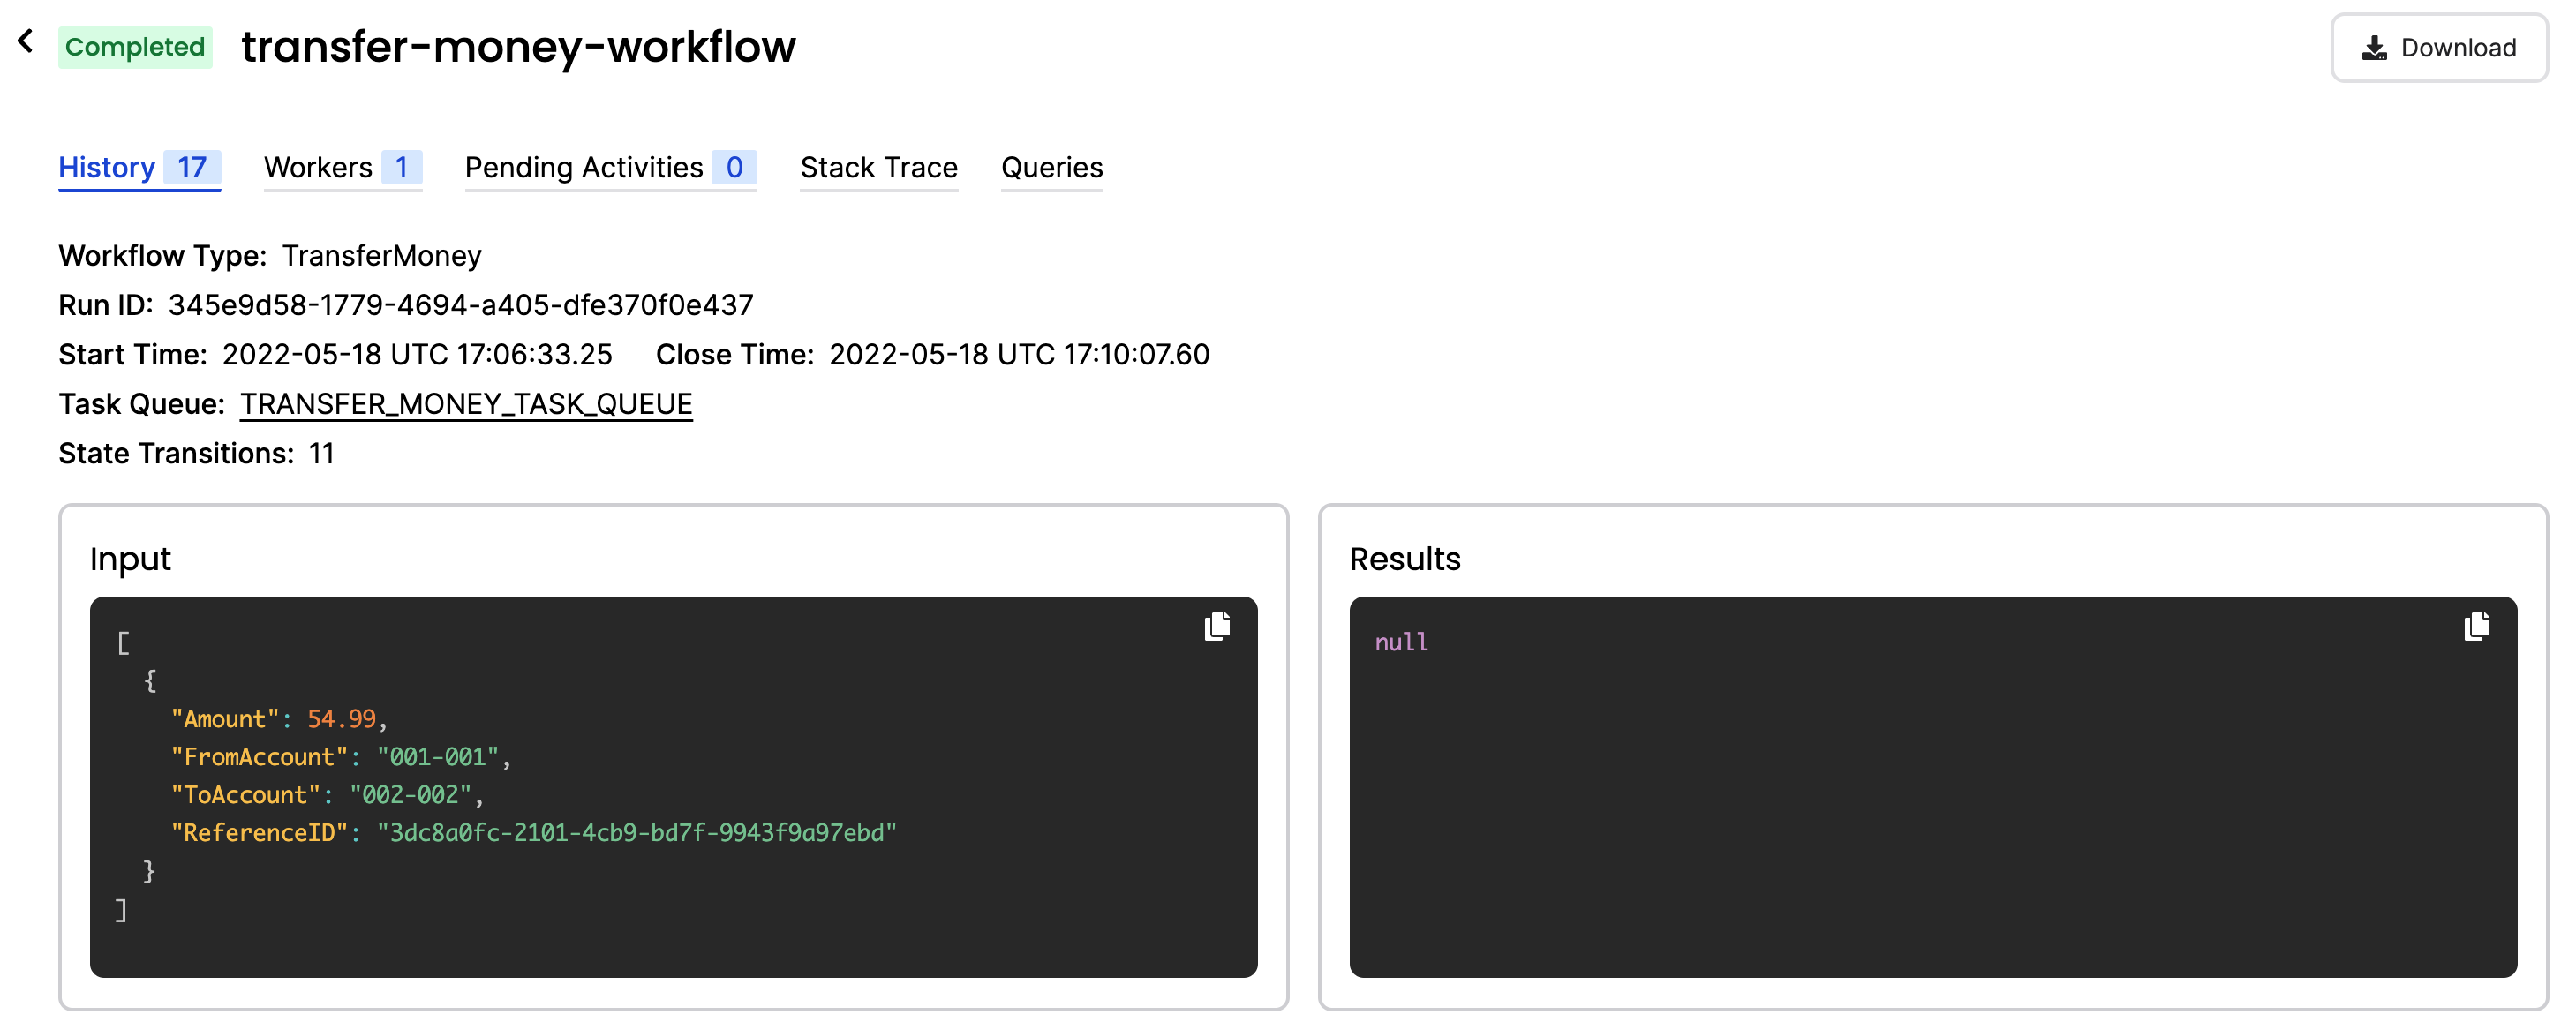 Completed transfer-money-workflow Download
History 17 Workers 1 Pending Activities 0 Stack Trace Queries
Workflow Type: TransferMoney
Run ID: 345e9d58-1779-4694-a405-dfe370f0e437
Start Time: 2022-05-18 UTC 17:06:33.25 Close Time: 2022-05-18 UTC 17:10:07.60
Task Queue: TRANSFER_MONEY_TASK_QUEUE
State Transitions: 11
Input
[
  {
    "Amount": 54.99,
    "FromAccount": "001-001",
    "ToAccount": "002-002",
    "ReferenceID": "3dc8a0fc-2101-4cb9-bd7f-9943f9a97ebd"
  }
]
Results
null